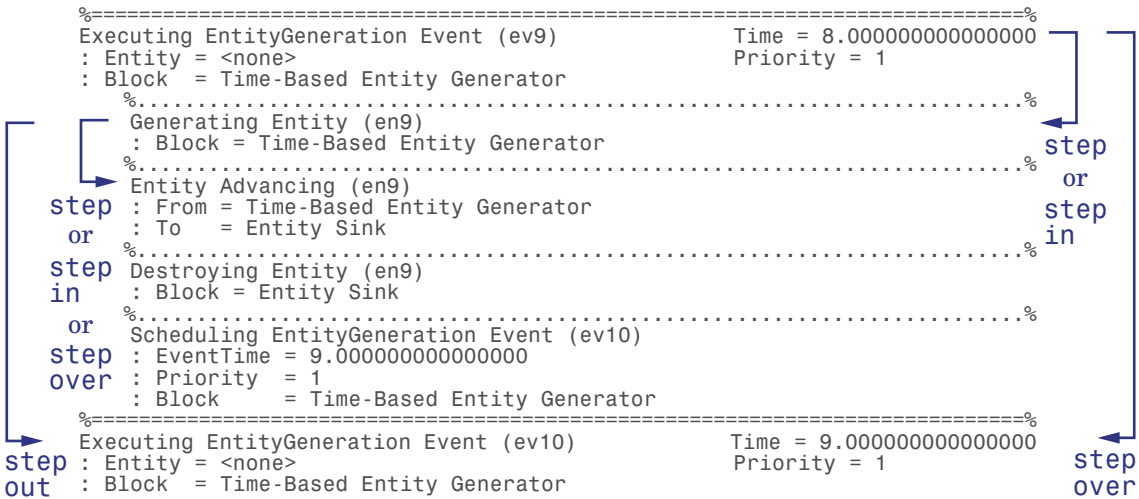 %==============================================================================%
Executing EntityGeneration Event (ev9) Time = 8.000000000000000
: Entity = <none> Priority = 1
: Block = Time-Based Entity Generator
%..........................................................................%
Generating Entity (en9)
: Block = Time-Based Entity Generator
%..........................................................................%
Entity Advancing (en9)
: From = Time-Based Entity Generator
: To = Entity Sink
%..........................................................................%
Destroying Entity (en9)
: Block = Entity Sink
%..........................................................................%
Scheduling EntityGeneration Event (ev10)
: EventTime = 9.000000000000000
: Priority = 1
: Block = Time-Based Entity Generator
%==============================================================================%
Executing EntityGeneration Event (ev10) Time = 9.000000000000000
: Entity = <none> Priority = 1
: Block = Time-Based Entity Generator
step
or
step
in
or
step
over
step
out
step
or
step
in
step
over